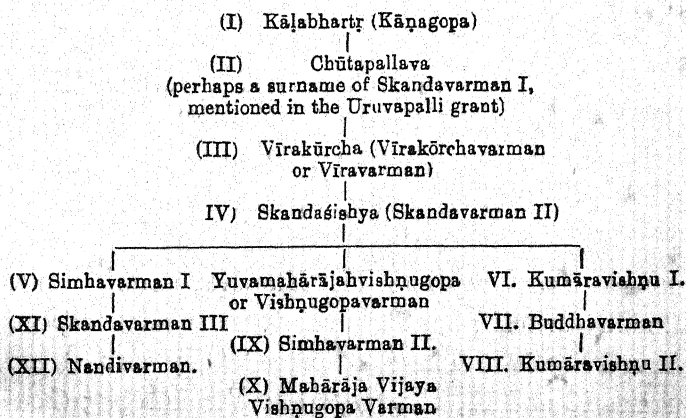 (I) Kāḷabhartṛ (Kāṇagopa)
(II) Chūtapallava
(perhaps a surname of Skandavarman I,
mentioned in the Uruvapalli grant)
(III) Vīrakūrcha (Vīrakōrchavarman
or Vīravarman)
IV) Skandaśishya (Skandavarman II)
(V) Simhavarman I Yuvamahārājahvishṇugopa VI. Kumāravishṇu I.
or Vishṇugopavarman
(XI) Skandavarman III VII. Buddhavarman
(IX) Simhavarman II.
(XII) Nandivarman. VIII. Kumāravishṇu II.
(X) Mahārāja Vijaya
Vishṇugopa Varman